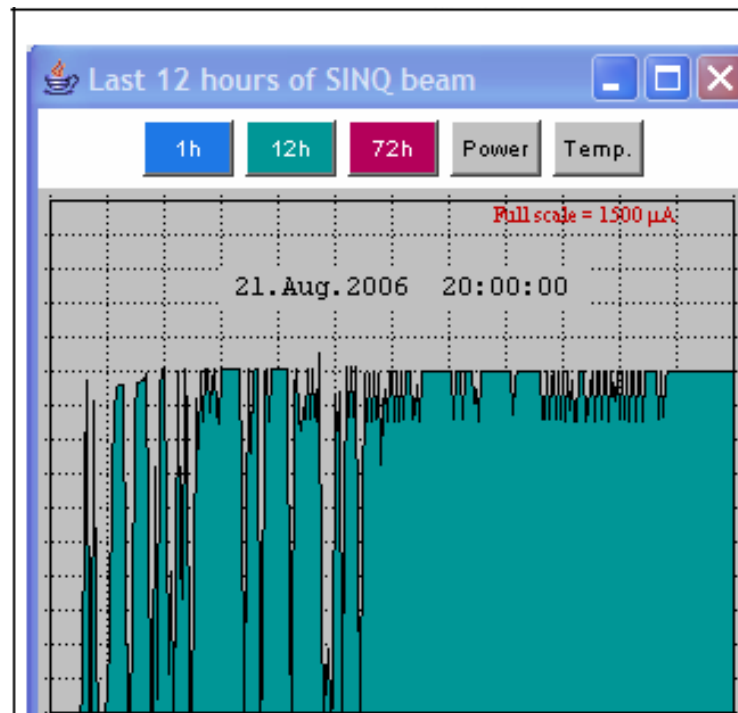 Last 12 hours of SINQ beam
1h 12h 72h Power Temp.
Full scale = 1500 µA
21.Aug.2006 20:00:00